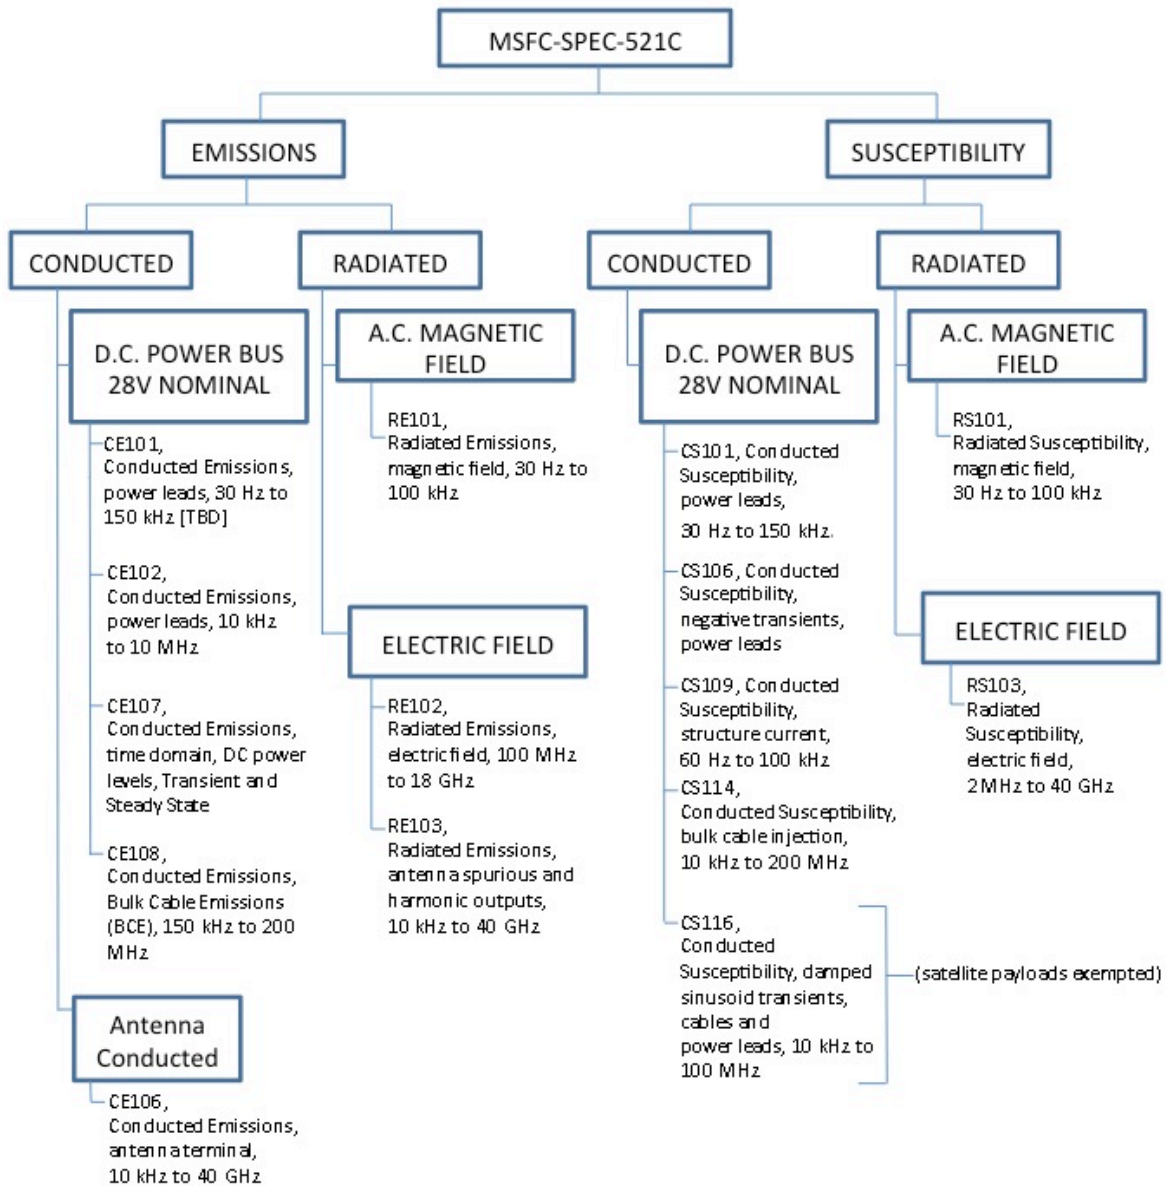 MSFC-SPEC-521C
EMISSIONS
SUSCEPTIBILITY
CONDUCTED
RADIATED
CONDUCTED
RADIATED
D.C. POWER BUS
28V NOMINAL
CE101,
Conducted Emissions,
power leads, 30 Hz to
150 kHz [TBD]
CE102,
Conducted Emissions,
power leads, 10 kHz
to 10 MHz
CE107,
Conducted Emissions,
time domain, DC power
levels, Transient and
Steady State
CE108,
Conducted Emissions,
Bulk Cable Emissions
(BCE), 150 kHz to 200
MHz
Antenna
Conducted
CE106,
Conducted Emissions,
antenna terminal,
10 kHz to 40 GHz
A.C. MAGNETIC
FIELD
RE101,
Radiated Emissions,
magnetic field, 30 Hz to
100 kHz
ELECTRIC FIELD
RE102,
Radiated Emissions,
electric field, 100 MHz
to 18 GHz
RE103,
Radiated Emissions,
antenna spurious and
harmonic outputs,
10 kHz to 40 GHz
D.C. POWER BUS
28V NOMINAL
CS101, Conducted
Susceptibility,
power leads,
30 Hz to 150 kHz.
CS106, Conducted
Susceptibility,
negative transients,
power leads
CS109, Conducted
Susceptibility,
structure current,
60 Hz to 100 kHz
CS114,
Conducted Susceptibility,
bulk cable injection,
10 kHz to 200 MHz
CS116,
Conducted
Susceptibility, damped
sinusoid transients,
cables and
power leads, 10 kHz to
100 MHz
(satellite payloads exempted)
A.C. MAGNETIC
FIELD
RS101,
Radiated Susceptibility,
magnetic field,
30 Hz to 100 kHz
ELECTRIC FIELD
RS103,
Radiated
Susceptibility,
electric field,
2 MHz to 40 GHz